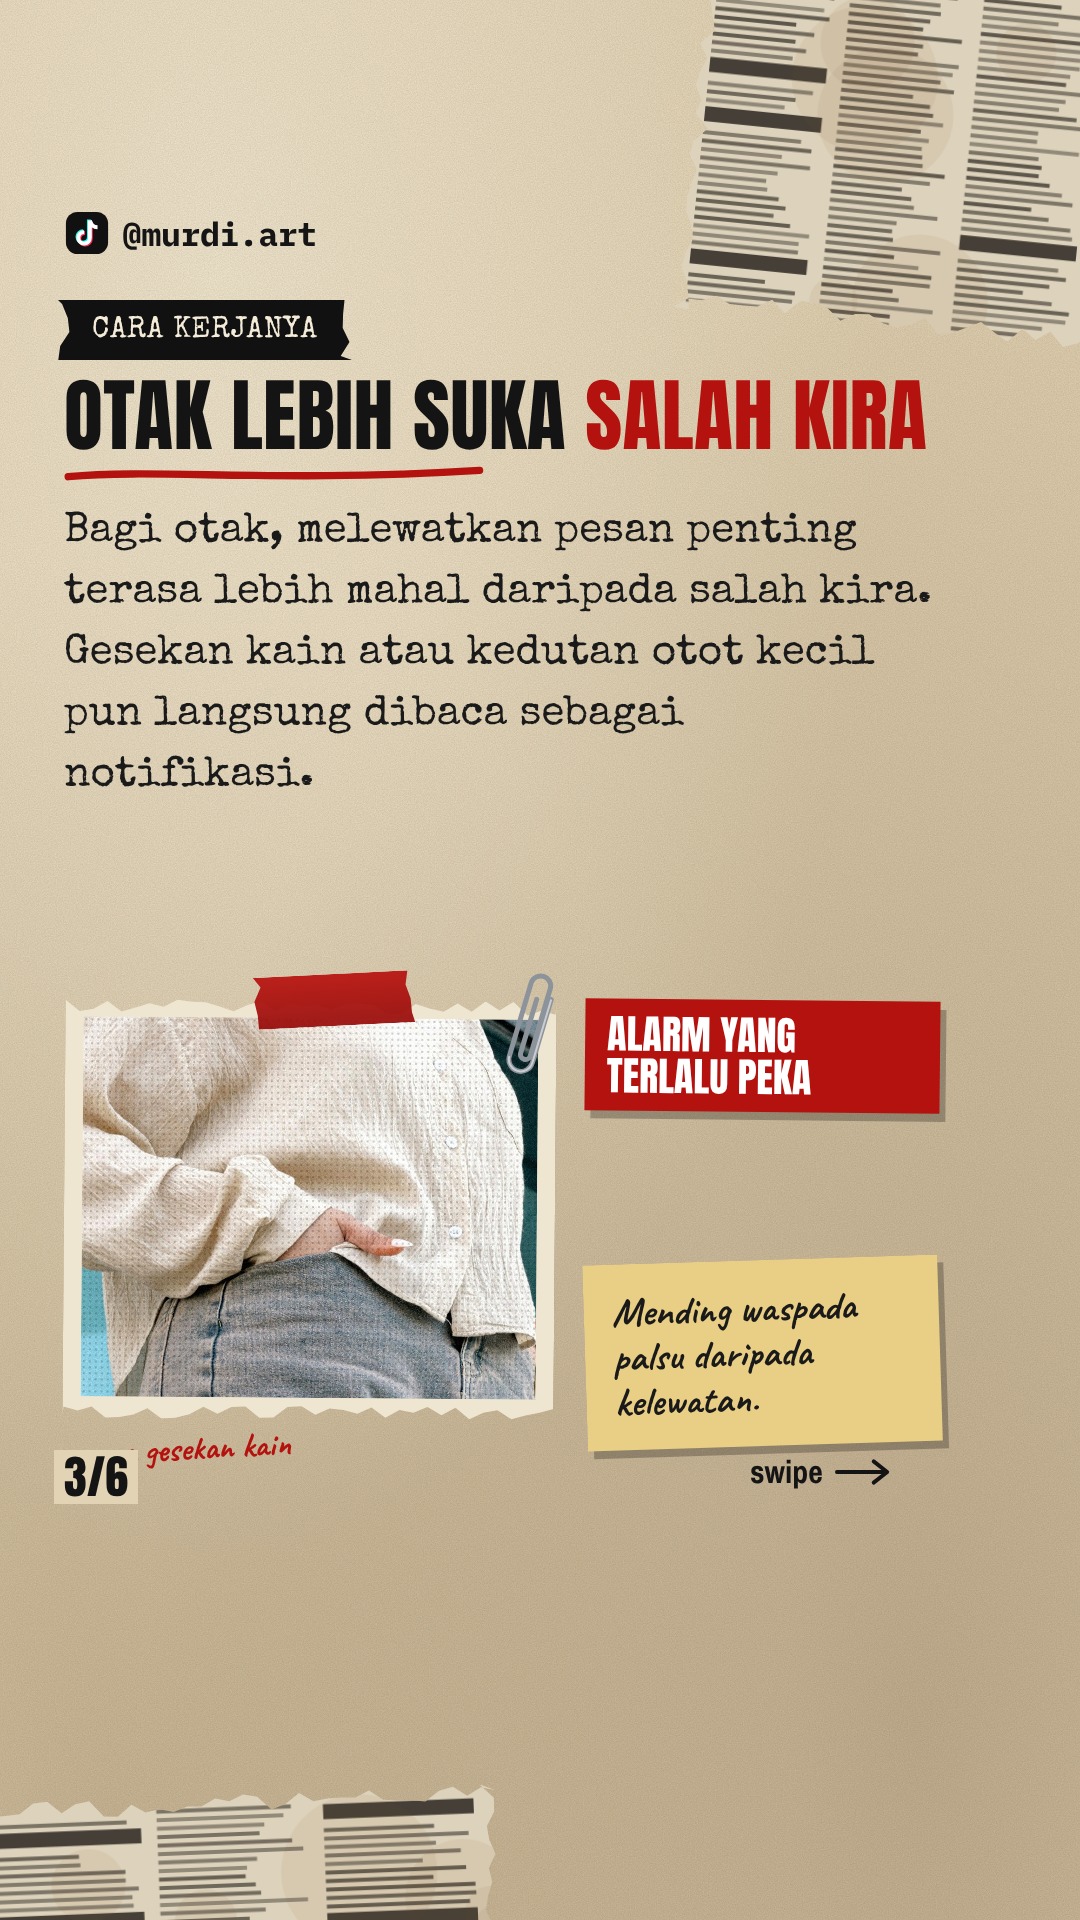 @murdi.art
CARA KERJANYA
OTAK LEBIH SUKA SALAH KIRA
Bagi otak, melewatkan pesan penting
terasa lebih mahal daripada salah kira.
Gesekan kain atau kedutan otot kecil
pun langsung dibaca sebagai
notifikasi.
ALARM YANG
TERLALU PEKA
Mending waspada
palsu daripada
kelewatan.
gesekan kain
3/6
swipe